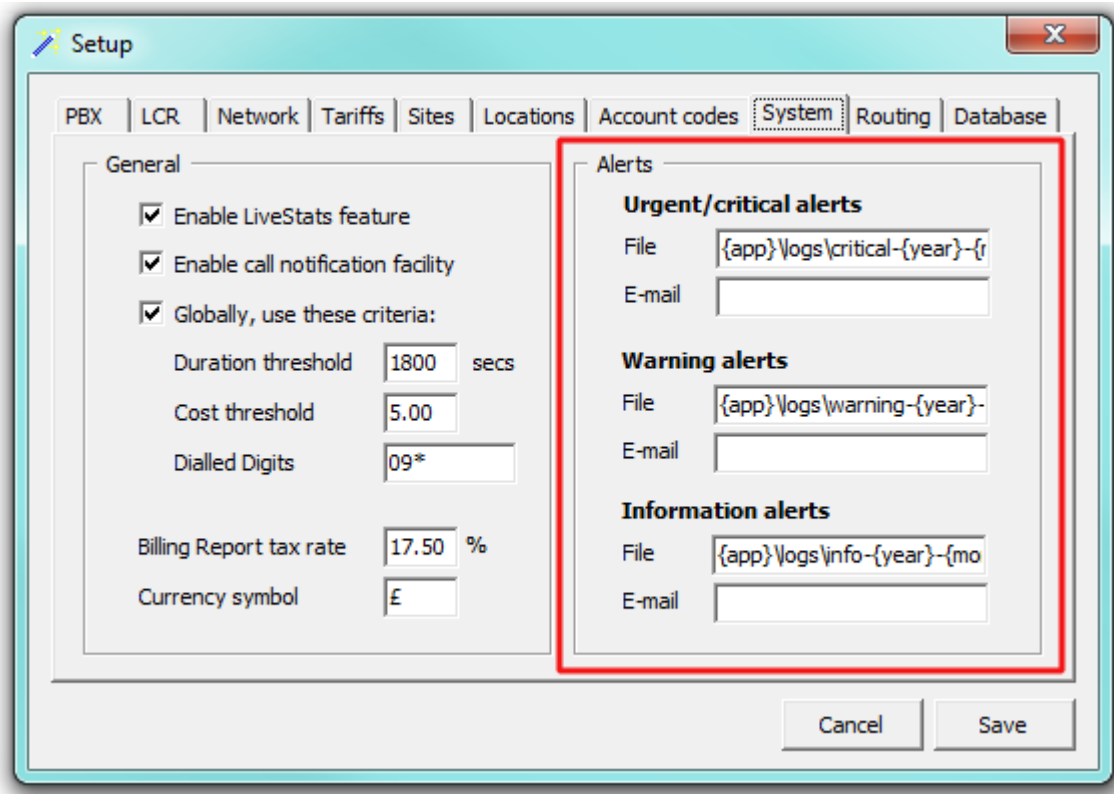 Setup
PBX LCR Network Tariffs Sites Locations Account codes System Routing Database
General
Enable LiveStats feature
Enable call notification facility
Globally, use these criteria:
Duration threshold 1800 secs
Cost threshold 5.00
Dialled Digits 09*
Billing Report tax rate 17.50 %
Currency symbol £
Alerts
Urgent/critical alerts
File {app}\logs\critical-{year}-{
E-mail
Warning alerts
File {app}\logs\warning-{year}-
E-mail
Information alerts
File {app}\logs\info-{year}-{mo
E-mail
Cancel Save